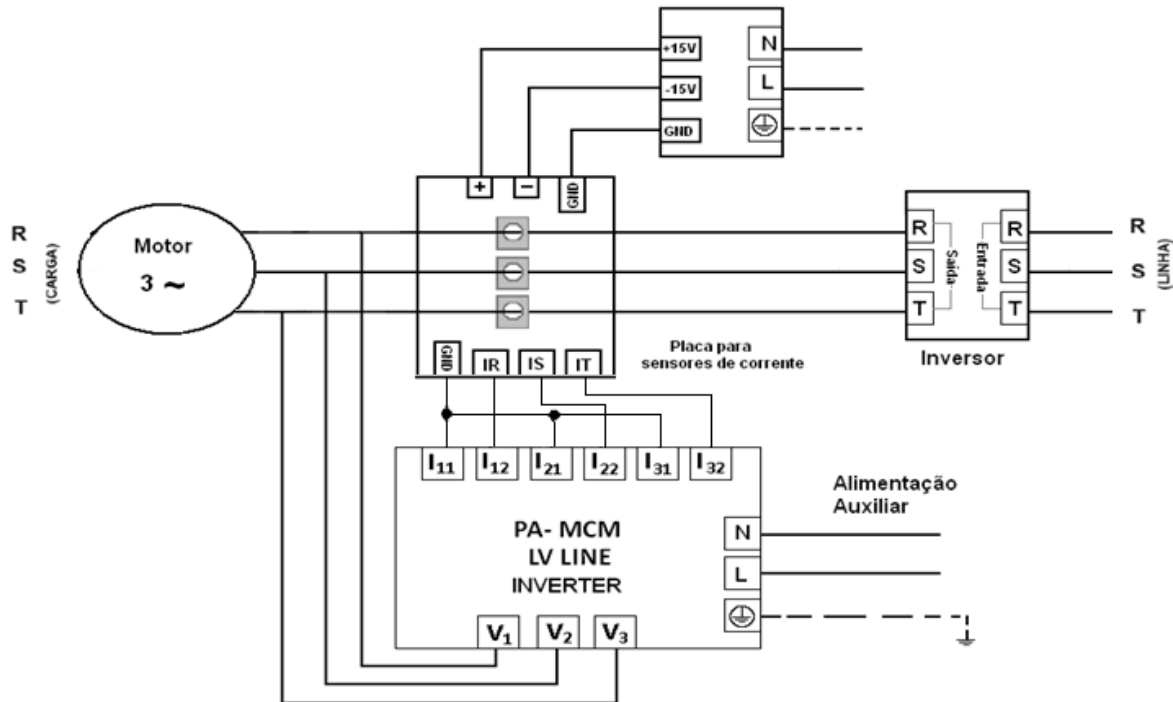 +15V
N
-15V
L
GND
+
−
GND
R
S
T
(CARGA)
Motor
3 ~
R
S
T
Saída
Entrada
R
S
T
R
S
T
(LINHA)
Inversor
Placa para
sensores de corrente
GND
IR
IS
IT
I11
I12
I21
I22
I31
I32
Alimentação
Auxiliar
PA- MCM
LV LINE
INVERTER
N
L
V1
V2
V3